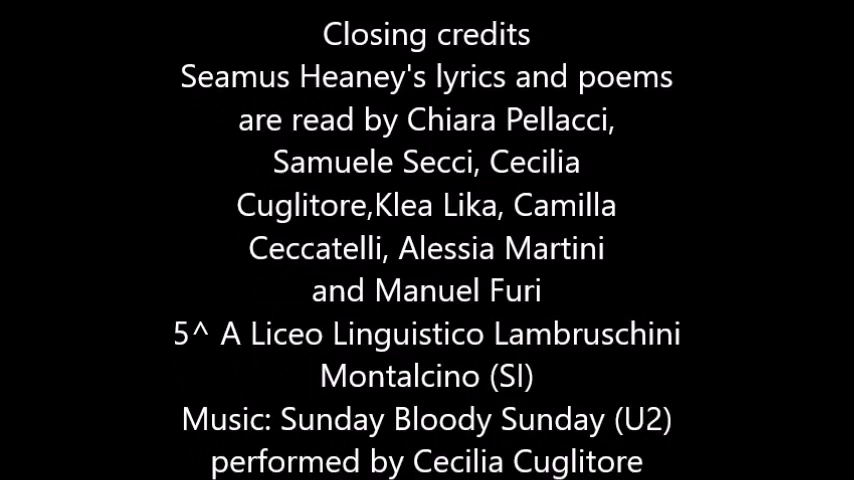 Closing credits
Seamus Heaney's lyrics and poems
are read by Chiara Pellacci,
Samuele Secci, Cecilia
Cuglitore,Klea Lika, Camilla
Ceccatelli, Alessia Martini
and Manuel Furi
5^ A Liceo Linguistico Lambruschini
Montalcino (SI)
Music: Sunday Bloody Sunday (U2)
performed by Cecilia Cuglitore